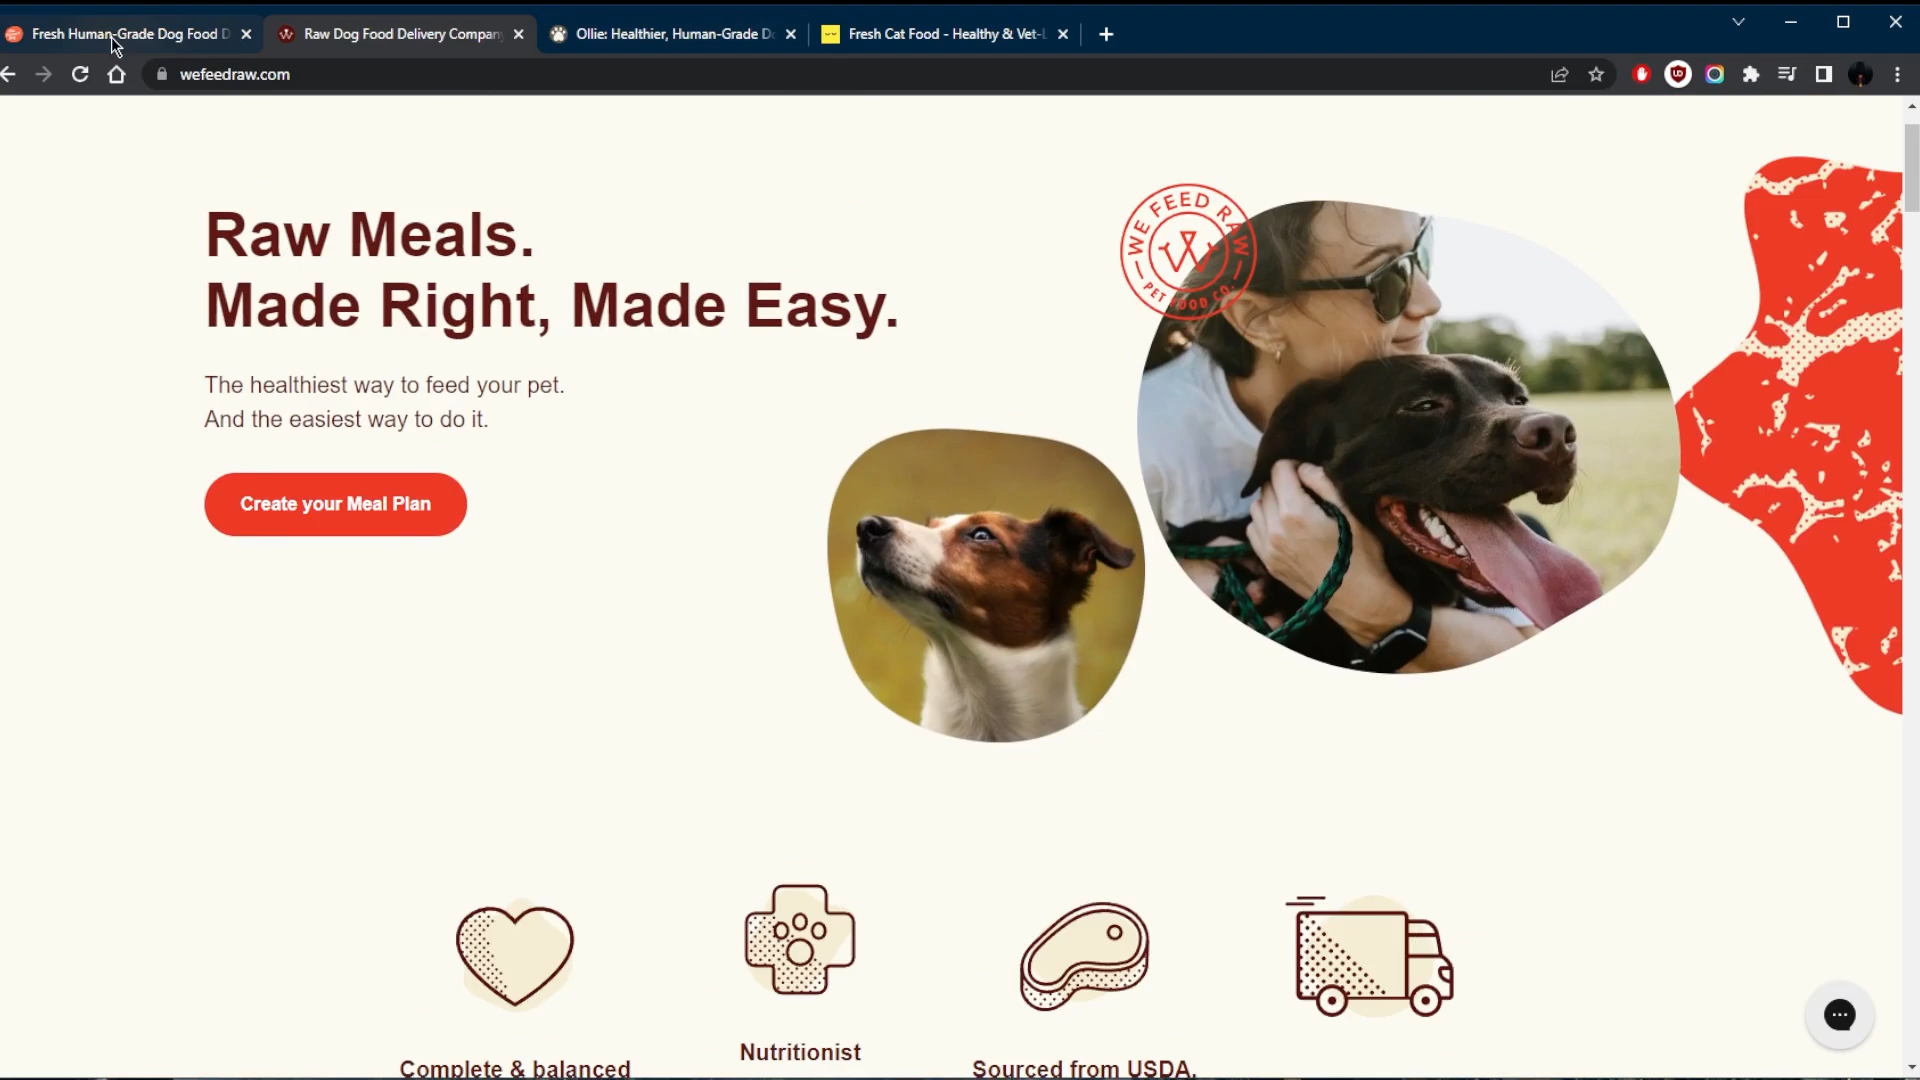 Fresh Human-Grade Dog Food D
Raw Dog Food Delivery Company
Ollie: Healthier, Human-Grade Do
Fresh Cat Food - Healthy & Vet-
wefeedraw.com
WE FEED RAW
PET FOOD CO.
Raw Meals.
Made Right, Made Easy.
The healthiest way to feed your pet.
And the easiest way to do it.
Create your Meal Plan
Nutritionist
Complete & balanced
Sourced from USDA,